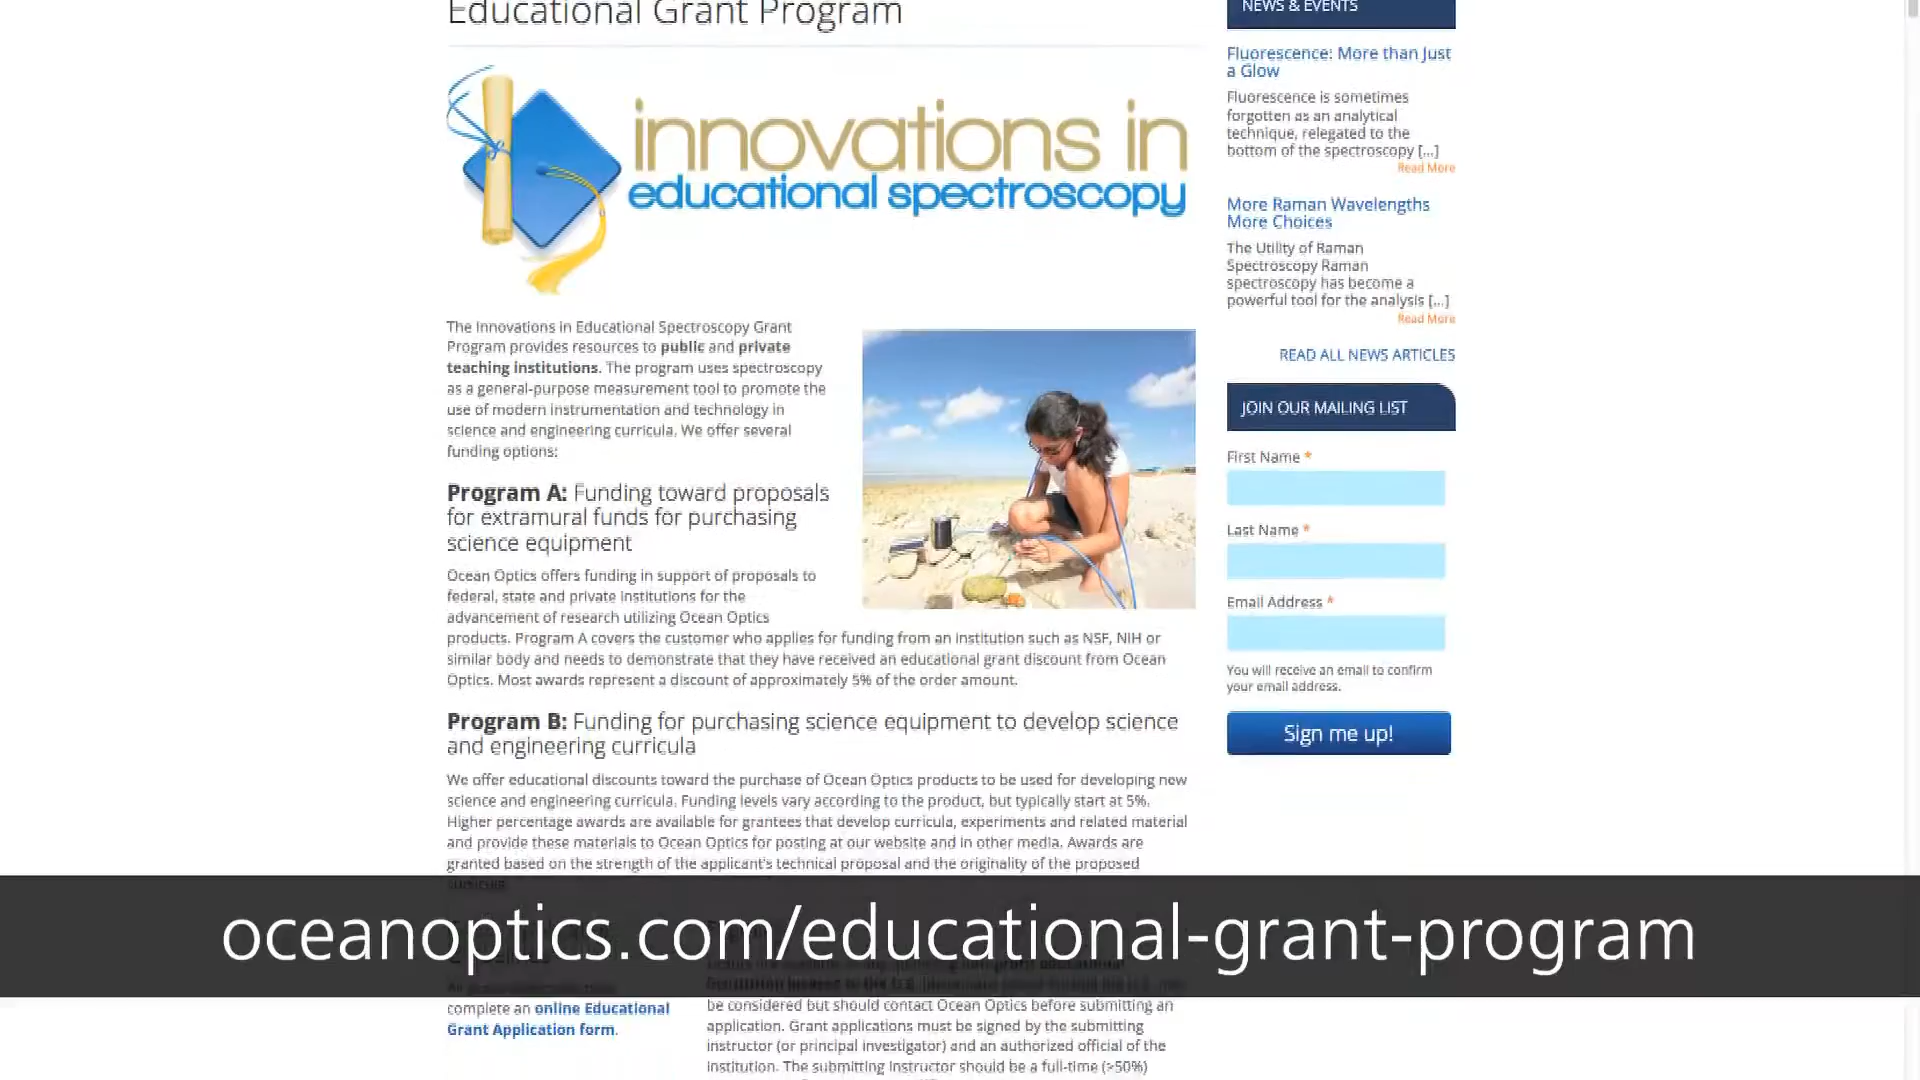 Educational Grant Program
innovations in
educational spectroscopy
The Innovations in Educational Spectroscopy Grant
Program provides resources to public and private
teaching institutions. The program uses spectroscopy
as a general-purpose measurement tool to promote the
use of modern instrumentation and technology in
science and engineering curricula. We offer several
funding options:
Program A: Funding toward proposals
for extramural funds for purchasing
science equipment
Ocean Optics offers funding in support of proposals to
federal, state and private institutions for the
advancement of research utilizing Ocean Optics
products. Program A covers the customer who applies for funding from an institution such as NSF, NIH or
similar body and needs to demonstrate that they have received an educational grant discount from Ocean
Optics. Most awards represent a discount of approximately 5% of the order amount.
Program B: Funding for purchasing science equipment to develop science
and engineering curricula
We offer educational discounts toward the purchase of Ocean Optics products to be used for developing new
science and engineering curricula. Funding levels vary according to the product, but typically start at 5%.
Higher percentage awards are available for grantees that develop curricula, experiments and related material
and provide these materials to Ocean Optics for posting at our website and in other media. Awards are
granted based on the strength of the applicant's technical proposal and the originality of the proposed
complete an online Educational
Grant Application form.
be considered but should contact Ocean Optics before submitting an
application. Grant applications must be signed by the submitting
instructor (or principal investigator) and an authorized official of the
institution. The submitting instructor should be a full-time (>50%)
NEWS & EVENTS
Fluorescence: More than Just
a Glow
Fluorescence is sometimes
forgotten as an analytical
technique, relegated to the
bottom of the spectroscopy [...]
Read More
More Raman Wavelengths
More Choices
The Utility of Raman
Spectroscopy Raman
spectroscopy has become a
powerful tool for the analysis [...]
Read More
READ ALL NEWS ARTICLES
JOIN OUR MAILING LIST
First Name *
Last Name *
Email Address *
You will receive an email to confirm
your email address.
Sign me up!
oceanoptics.com/educational-grant-program